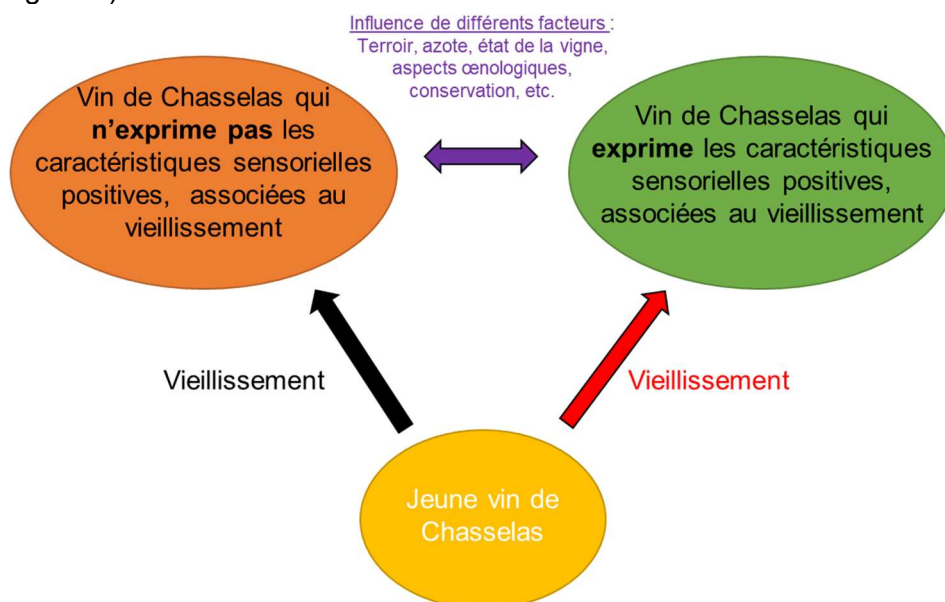 Influence de différents facteurs :
Terroir, azote, état de la vigne,
aspects œnologiques,
conservation, etc.
Vin de Chasselas qui
n'exprime pas les
caractéristiques sensorielles
positives, associées au
vieillissement
Vin de Chasselas qui
exprime les caractéristiques
sensorielles positives,
associées au vieillissement
Vieillissement
Vieillissement
Jeune vin de
Chasselas